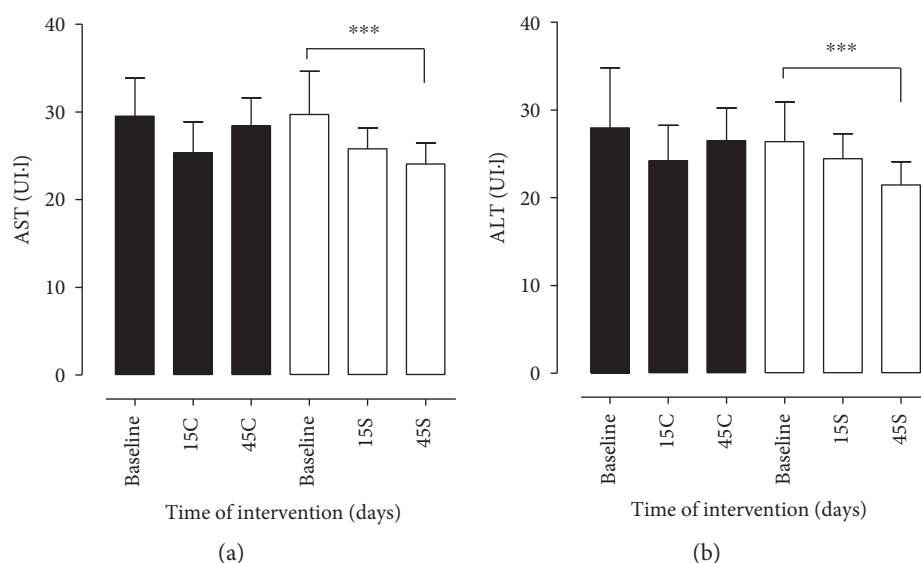 40
30
20
10
0
AST (UI·l)
***
Baseline
15C
45C
Baseline
15S
45S
Time of intervention (days)
(a)
40
30
20
10
0
ALT (UI·l)
***
Baseline
15C
45C
Baseline
15S
45S
Time of intervention (days)
(b)